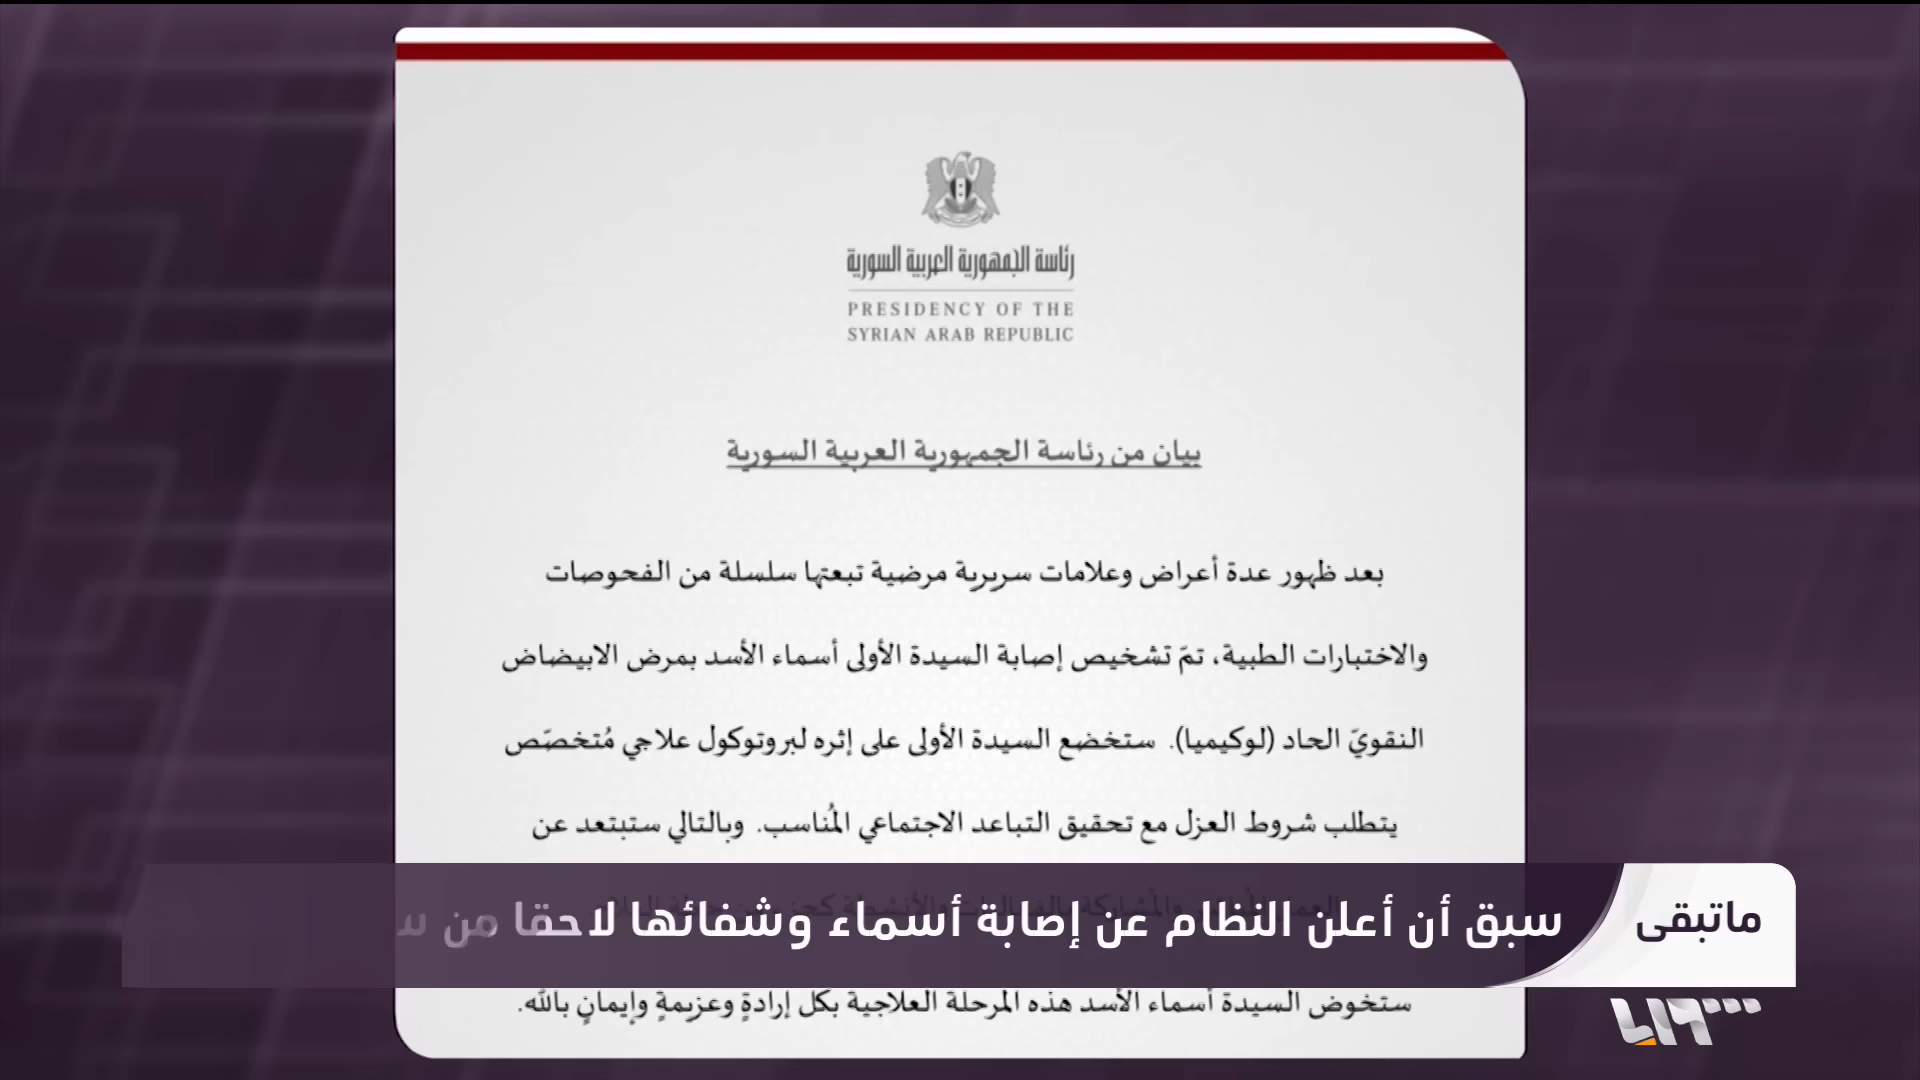 رئاسة الجمهورية العربية السورية
PRESIDENCY OF THE
SYRIAN ARAB REPUBLIC
بيان من رئاسة الجمهورية العربية السورية
بعد ظهور عدة أعراض وعلامات سريرية مرضية تبعتها سلسلة من الفحوصات
والاختبارات الطبية، تمّ تشخيص إصابة السيدة الأولى أسماء الأسد بمرض الابيضاض
النقويّ الحاد (لوكيميا). ستخضع السيدة الأولى على إثره لبروتوكول علاجي مُتخصّص
يتطلب شروط العزل مع تحقيق التباعد الاجتماعي المُناسب. وبالتالي ستبتعد عن
ماتبقى
سبق أن أعلن النظام عن إصابة أسماء وشفائها لاحقا من
ستخوض السيدة أسماء الأسد هذه المرحلة العلاجية بكل إرادةٍ وعزيمةٍ وإيمانٍ بالله.